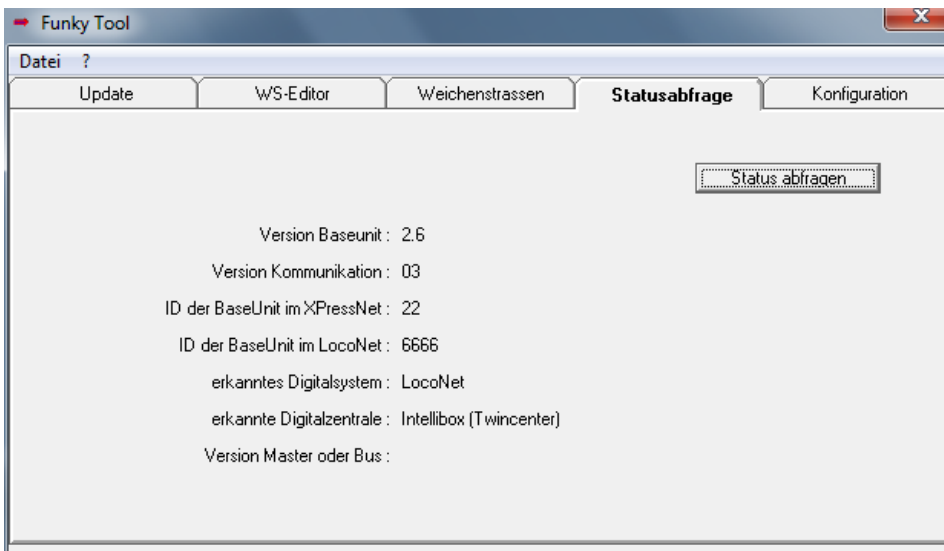 Funky Tool
Datei ?
Update WS-Editor Weichenstrassen Statusabfrage Konfiguration
Status abfragen
Version Baseunit : 2.6
Version Kommunikation : 03
ID der BaseUnit im XPressNet : 22
ID der BaseUnit im LocoNet : 6666
erkanntes Digitalsystem : LocoNet
erkannte Digitalzentrale : Intellibox (Twincenter)
Version Master oder Bus :